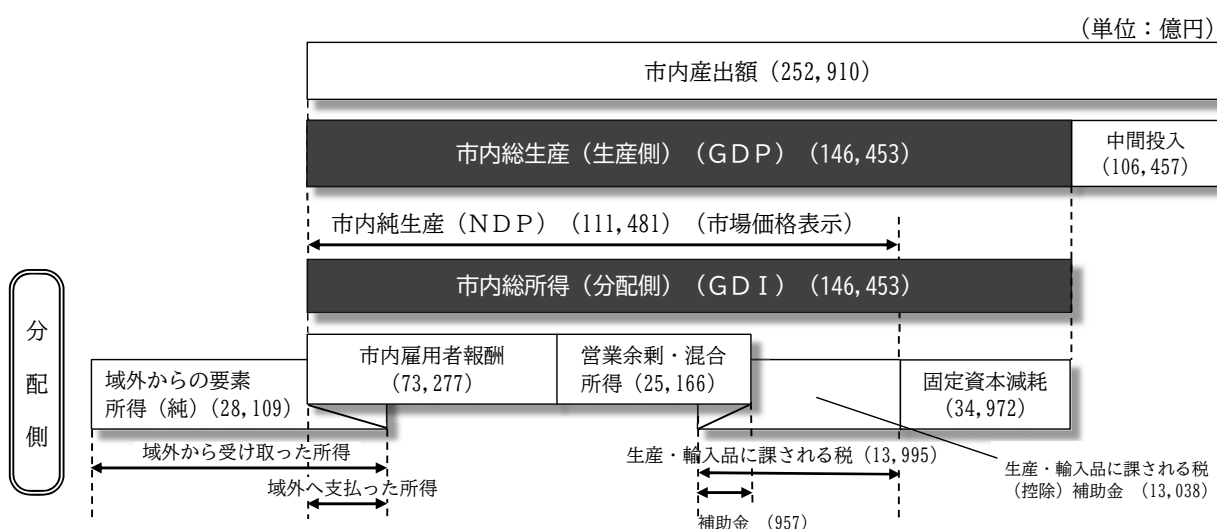 (単位：億円)
市内産出額（252,910）
市内総生産（生産側）（ＧＤＰ）（146,453）
中間投入
（106,457）
市内純生産（ＮＤＰ）（111,481）（市場価格表示）
市内総所得（分配側）（ＧＤＩ）（146,453）
分
配
側
市内雇用者報酬
（73,277）
営業余剰・混合
所得（25,166）
域外からの要素
所得（純）（28,109）
固定資本減耗
（34,972）
域外から受け取った所得
生産・輸入品に課される税（13,995）
生産・輸入品に課される税
（控除）補助金 （13,038）
域外へ支払った所得
補助金 （957）